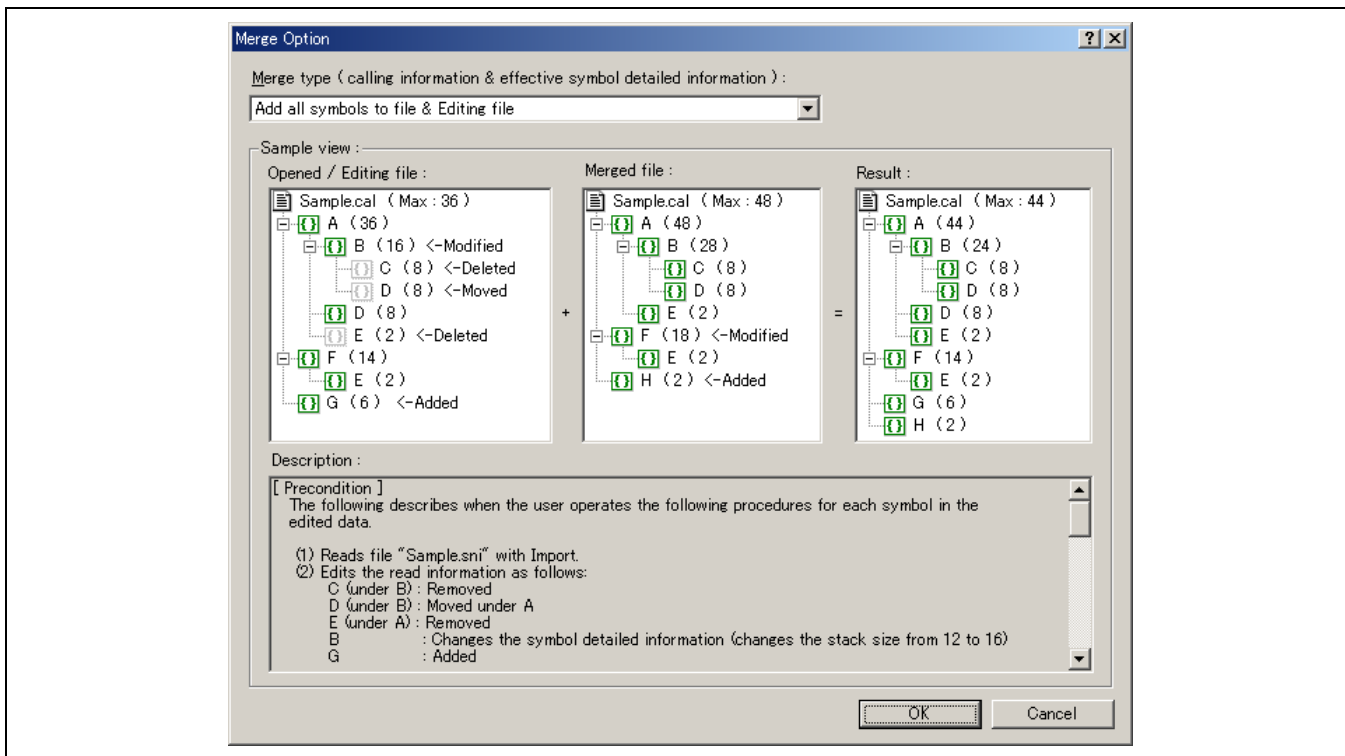 Merge Option
Merge type ( calling information & effective symbol detailed information ) :
Add all symbols to file & Editing file
Sample view :
Opened / Editing file :
Sample.cal ( Max : 36 )
A ( 36 )
B ( 16 ) <-Modified
C ( 8 ) <-Deleted
D ( 8 ) <-Moved
D ( 8 )
E ( 2 ) <-Deleted
F ( 14 )
E ( 2 )
G ( 6 ) <-Added
+
Merged file :
Sample.cal ( Max : 48 )
A ( 48 )
B ( 28 )
C ( 8 )
D ( 8 )
E ( 2 )
F ( 18 ) <-Modified
E ( 2 )
H ( 2 ) <-Added
=
Result :
Sample.cal ( Max : 44 )
A ( 44 )
B ( 24 )
C ( 8 )
D ( 8 )
D ( 8 )
E ( 2 )
F ( 14 )
E ( 2 )
G ( 6 )
H ( 2 )
Description :
[ Precondition ]
The following describes when the user operates the following procedures for each symbol in the
edited data.
(1) Reads file "Sample.sni" with Import.
(2) Edits the read information as follows:
C (under B) : Removed
D (under B) : Moved under A
E (under A) : Removed
B : Changes the symbol detailed information (changes the stack size from 12 to 16)
G : Added
OK Cancel